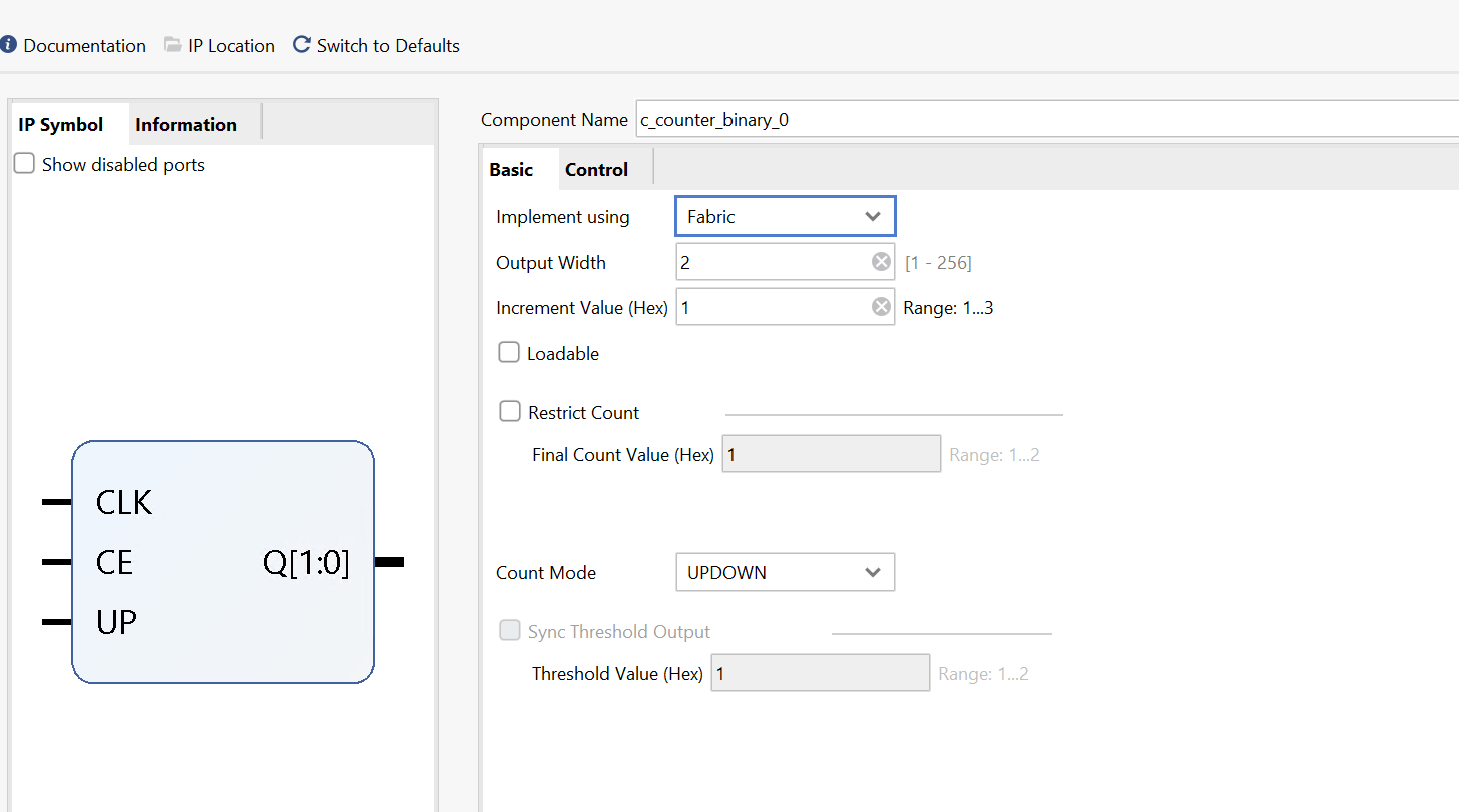 Documentation IP Location Switch to Defaults
IP Symbol Information
Show disabled ports
CLK
CE
UP
Q[1:0]
Component Name c_counter_binary_0
Basic Control
Implement using Fabric
Output Width 2 [1 - 256]
Increment Value (Hex) 1 Range: 1...3
Loadable
Restrict Count
Final Count Value (Hex) 1 Range: 1...2
Count Mode UPDOWN
Sync Threshold Output
Threshold Value (Hex) 1 Range: 1...2